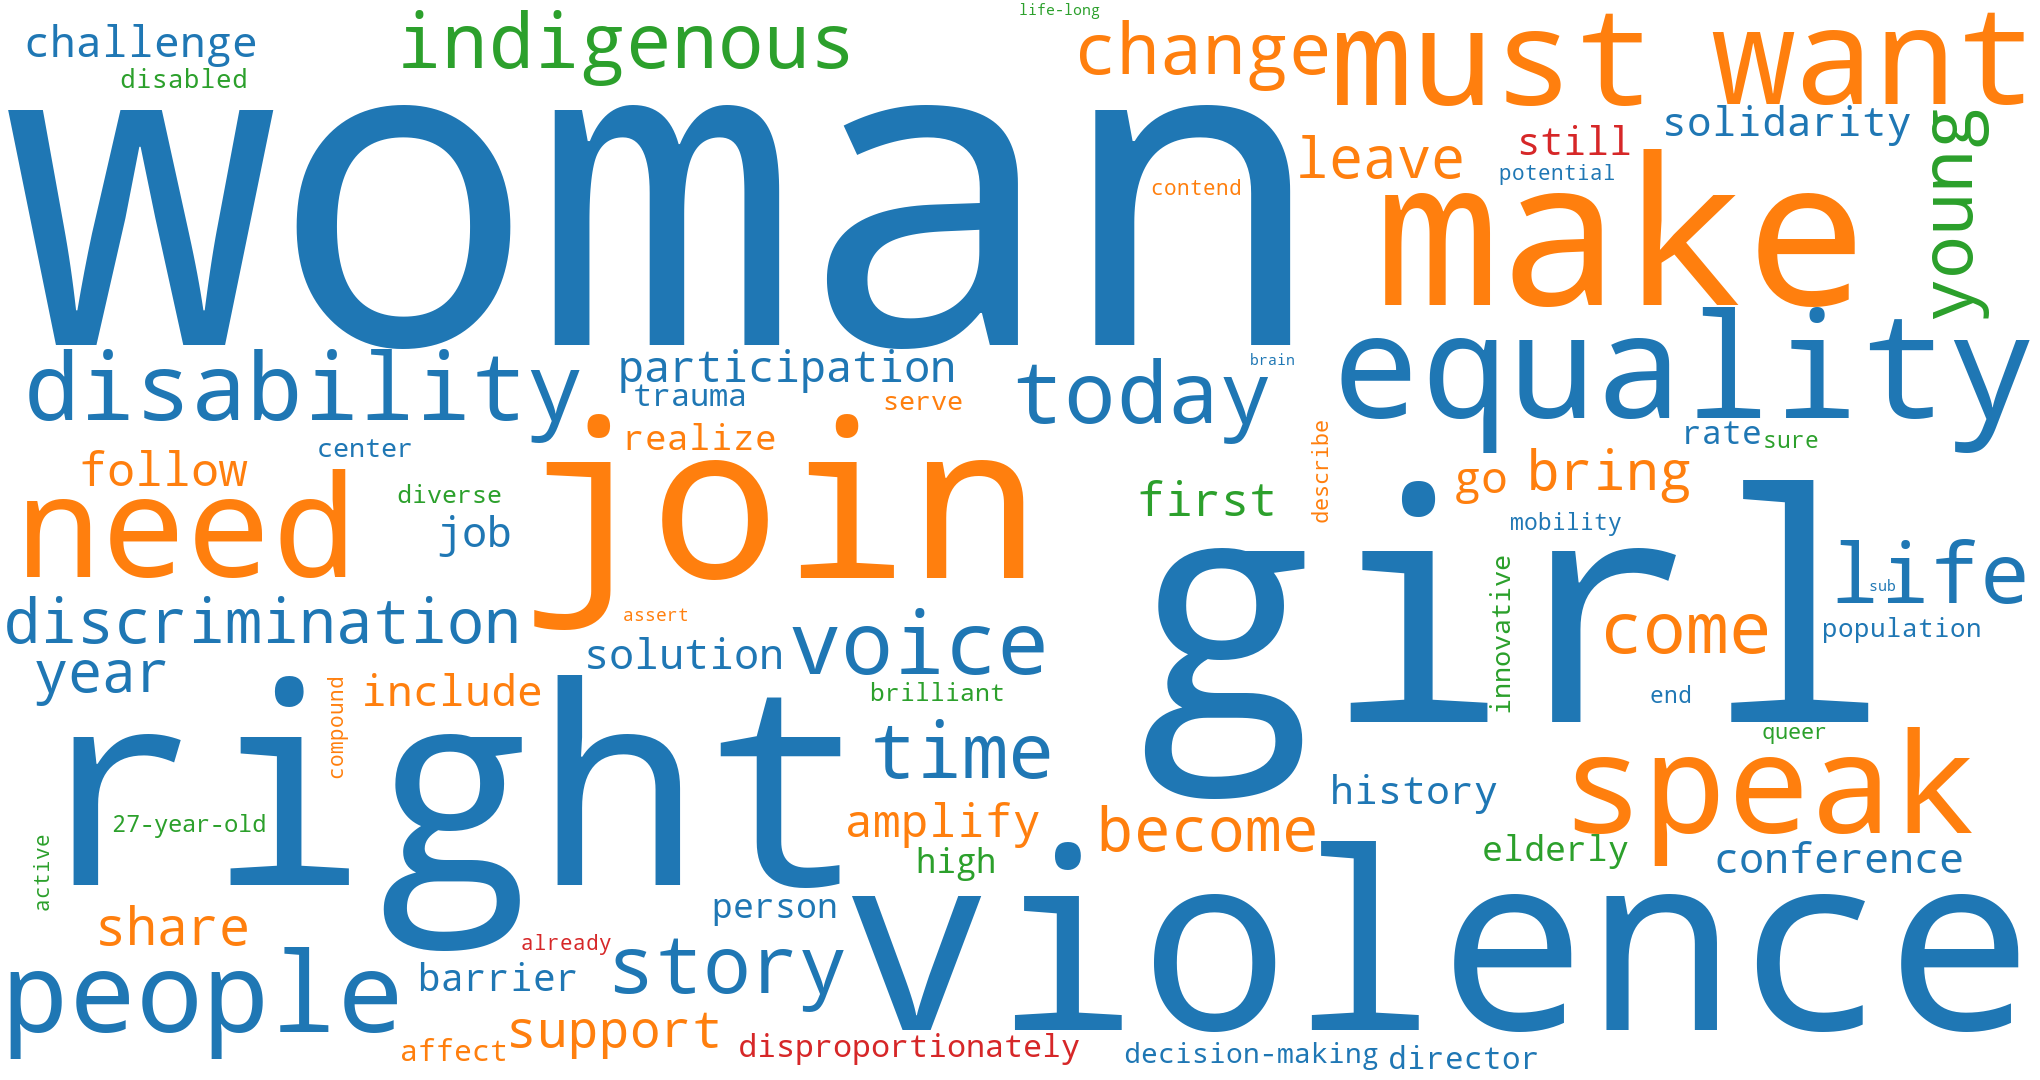 life-long
challenge
indigenous
change
must
want
disabled
woman
solidarity
young
still
leave
potential
contend
make
disability
participation
trauma
serve
today
brain
equality
center
realize
rate
sure
follow
need
join
describe
diverse
job
first
go
bring
mobility
girl
life
sub
innovative
discrimination
assert
solution
voice
come
population
year
compound
include
brilliant
end
right
time
queer
27-year-old
history
speak
amplify
become
active
high
elderly
conference
violence
share
person
already
people
barrier
story
support
affect
disproportionately
decision-making
director